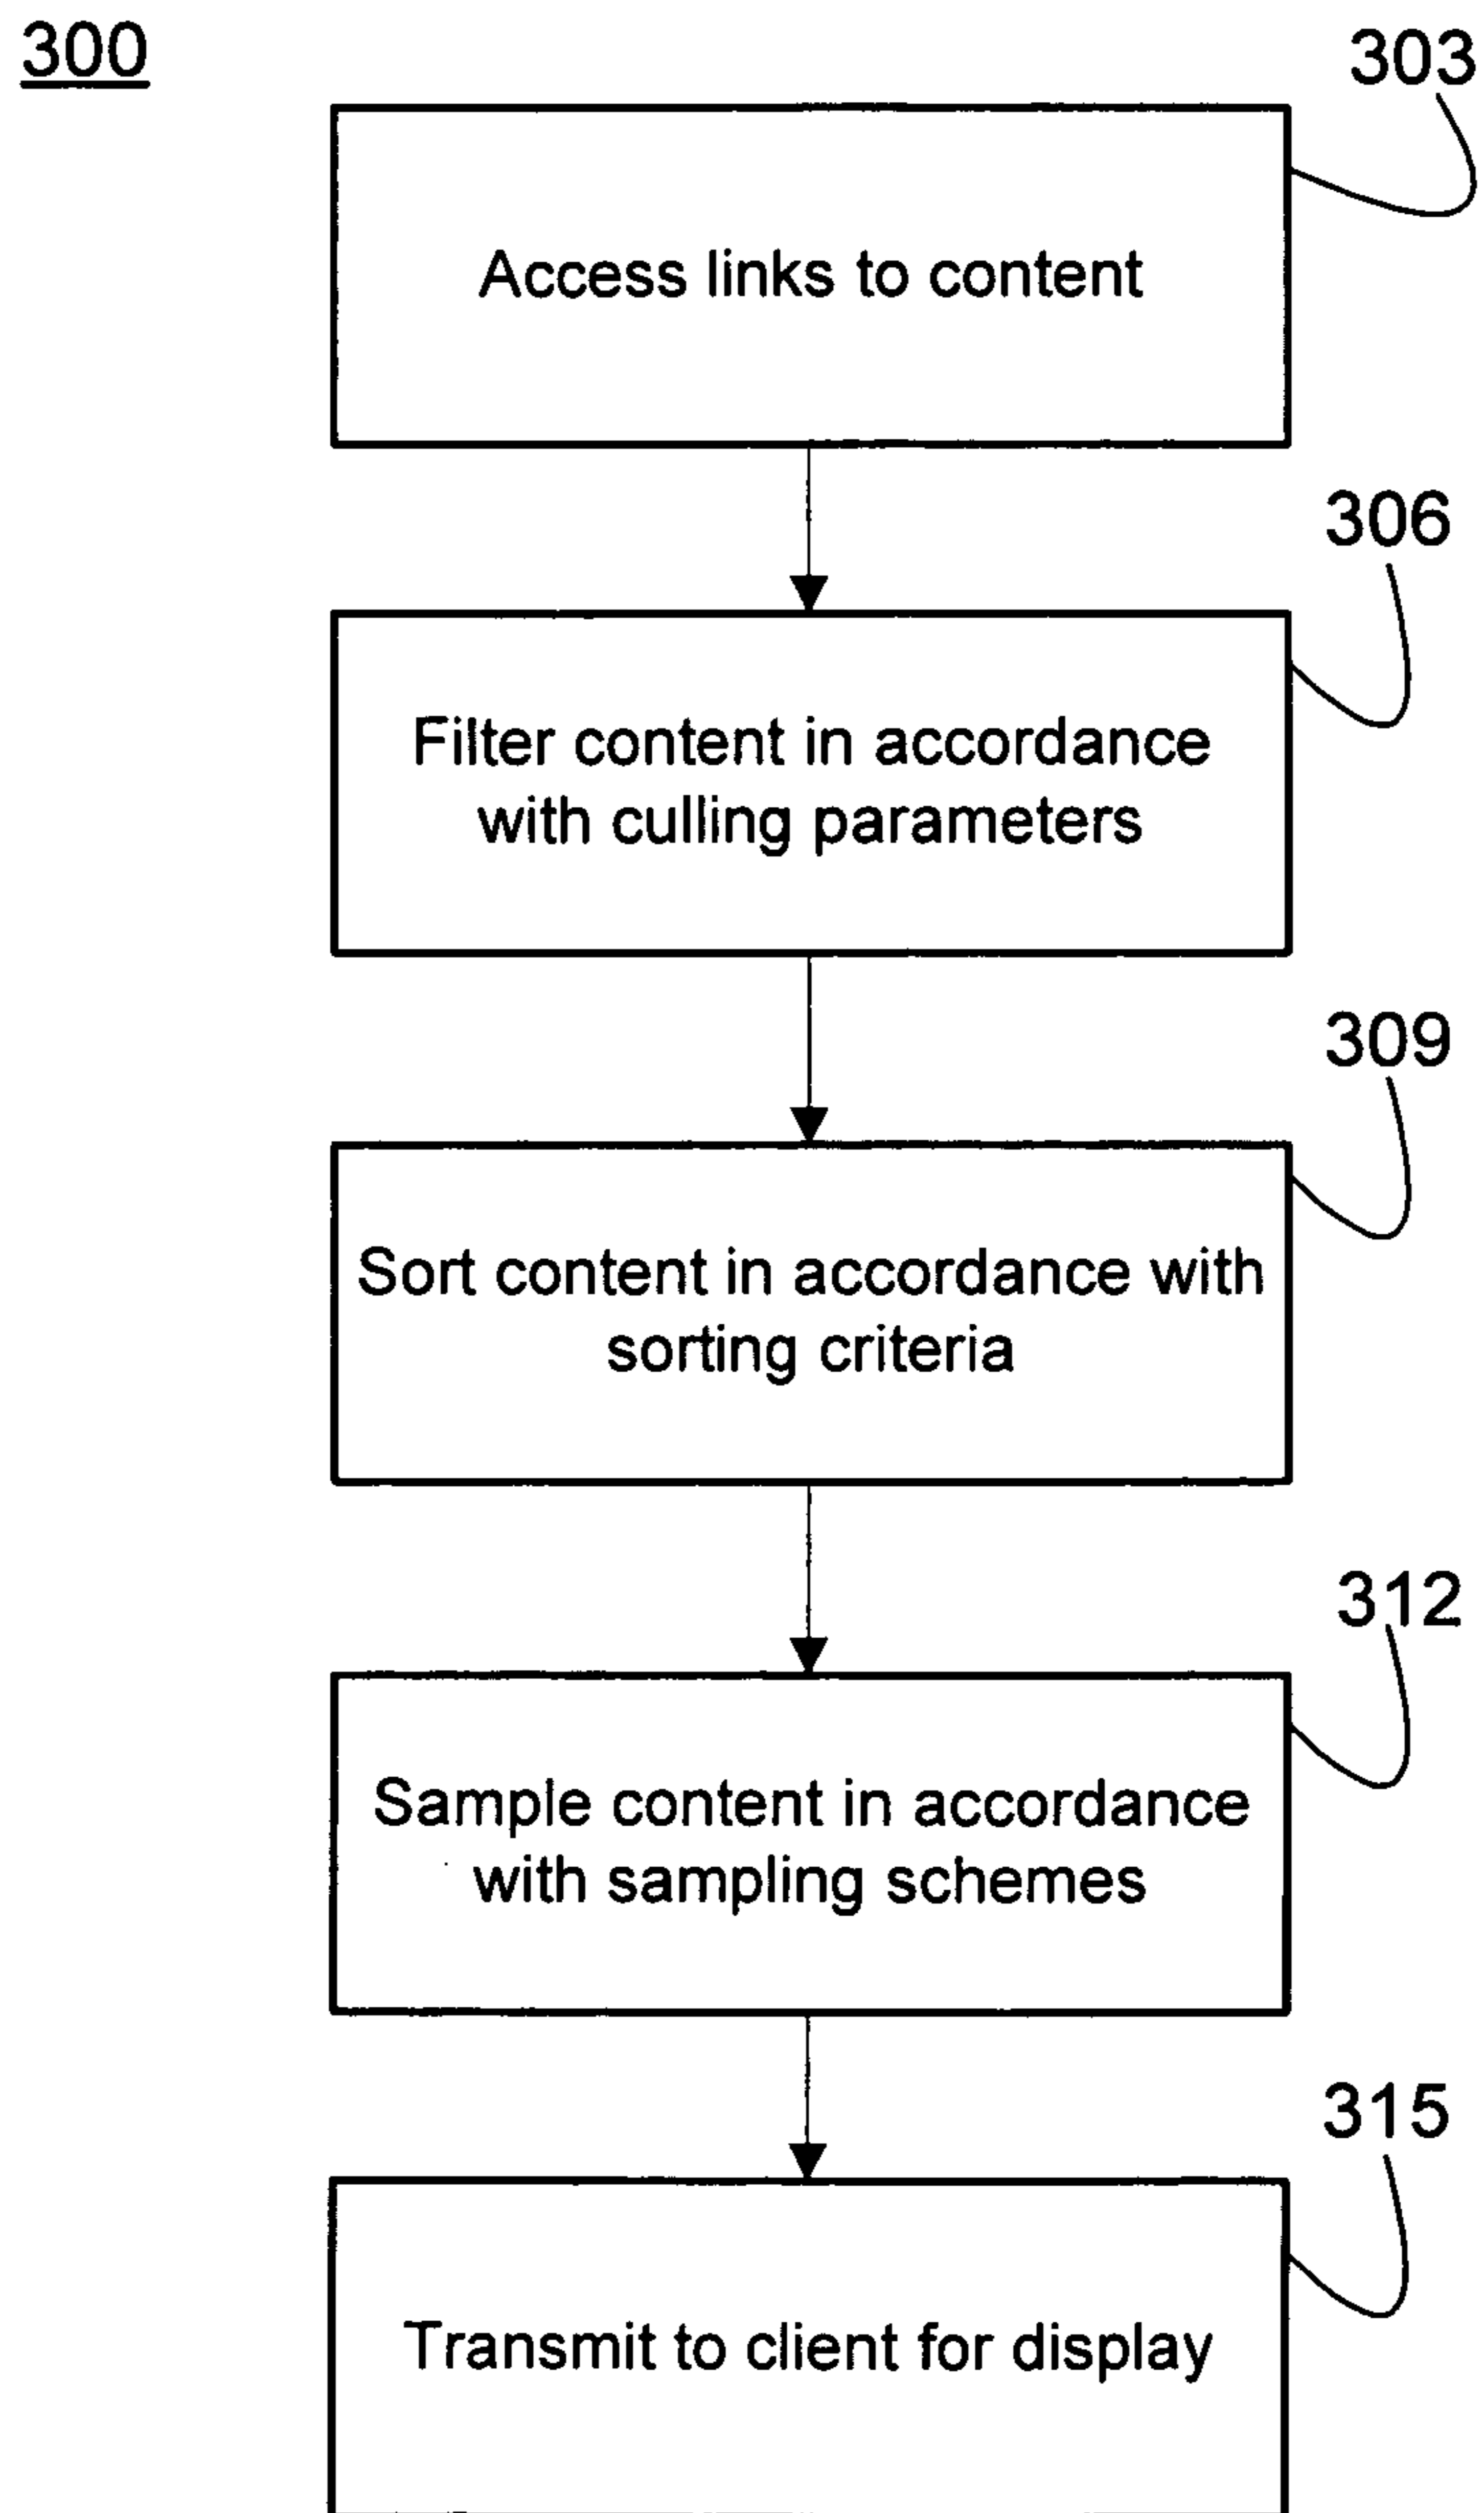 300
303
Access links to content
306
Filter content in accordance
with culling parameters
309
Sort content in accordance with
sorting criteria
312
Sample content in accordance
with sampling schemes
315
Transmit to client for display